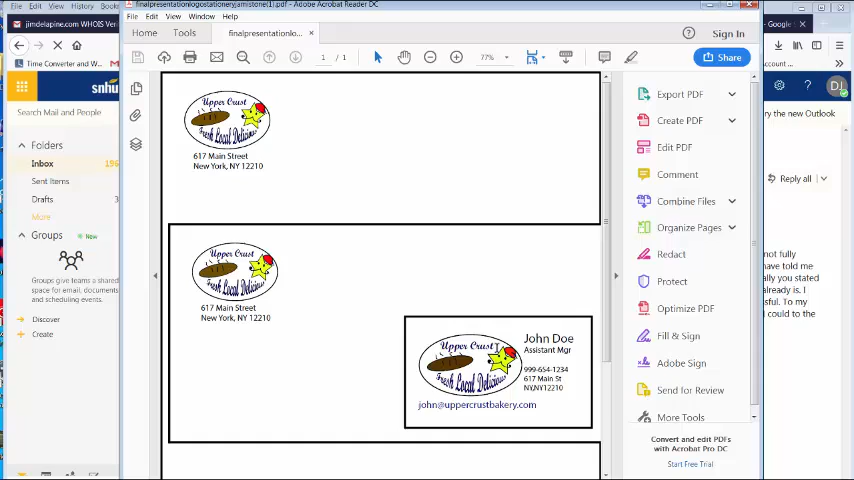 finalpresentationlogostationeryjamistone(1).pdf - Adobe Acrobat Reader DC
jimdelapine.com WHOIS
Google S
File Edit View History
File Edit View Window Help
Home Tools finalpresentationlo... × Sign In
1 / 1 77% Share
Time Converter and W
Account
snhu
DJ
Search Mail and People
ry the new Outlook
Folders
Inbox 156
Sent Items
Drafts 3
More
Groups New
Groups give teams a shared
space for email, documents,
and scheduling events.
Discover
Create
Upper Crust
Fresh Local Delicious
617 Main Street
New York, NY 12210
Upper Crust
Fresh Local Delicious
617 Main Street
New York, NY 12210
Upper Crust
Fresh Local Delicious
John Doe
Assistant Mgr
999-654-1234
617 Main St
NY,NY12210
john@uppercrustbakery.com
Export PDF
Create PDF
Edit PDF
Comment
Combine Files
Organize Pages
Redact
Protect
Optimize PDF
Fill & Sign
Adobe Sign
Send for Review
More Tools
Convert and edit PDFs
with Acrobat Pro DC
Start Free Trial
Reply all
not fully
have told me
ally you stated
already is. I
sful. To my
I could to the